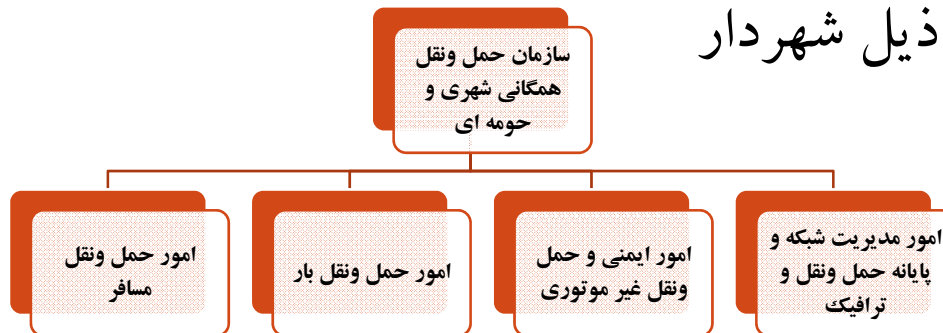 ذیل شهردار
سازمان حمل ونقل
همگانی شهری و
حومه ای
امور مدیریت شبکه و
پایانه حمل ونقل و
ترافیک
امور ایمنی و حمل
ونقل غیر موتوری
امور حمل ونقل بار
امور حمل ونقل
مسافر